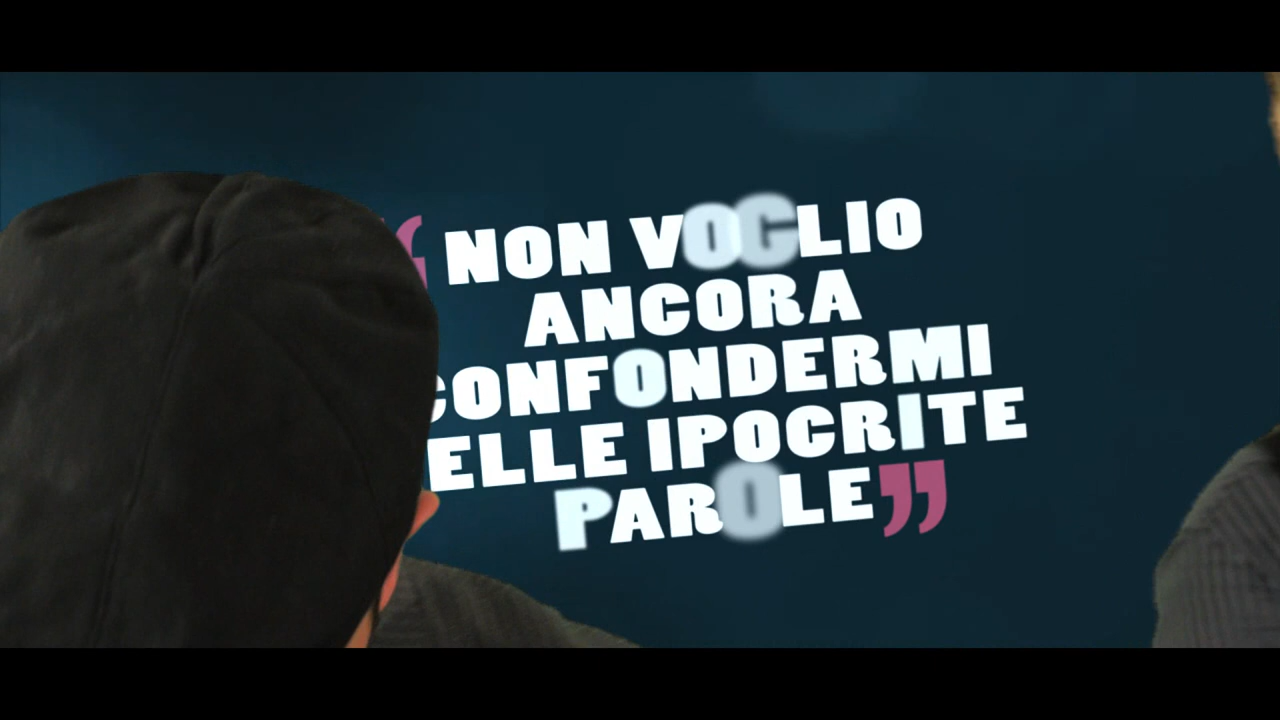 “ NON VOGLIO
ANCORA
CONFONDERMI
ELLE IPOCRITE
PAROLE”